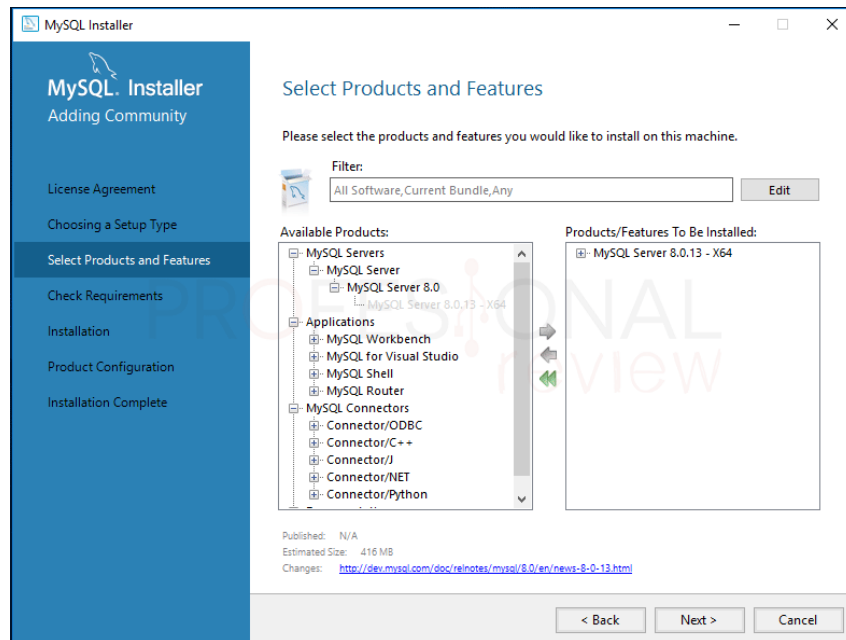 MySQL Installer
MySQL. Installer
Adding Community
License Agreement
Choosing a Setup Type
Select Products and Features
Check Requirements
Installation
Product Configuration
Installation Complete
Select Products and Features
Please select the products and features you would like to install on this machine.
Filter:
All Software,Current Bundle,Any
Edit
Available Products:
MySQL Servers
MySQL Server
MySQL Server 8.0
MySQL Server 8.0.13 - X64
Applications
MySQL Workbench
MySQL for Visual Studio
MySQL Shell
MySQL Router
MySQL Connectors
Connector/ODBC
Connector/C++
Connector/J
Connector/NET
Connector/Python
Products/Features To Be Installed:
MySQL Server 8.0.13 - X64
PROFESIONAL
review
Published: N/A
Estimated Size: 416 MB
Changes: http://dev.mysql.com/doc/relnotes/mysql/8.0/en/news-8-0-13.html
< Back
Next >
Cancel